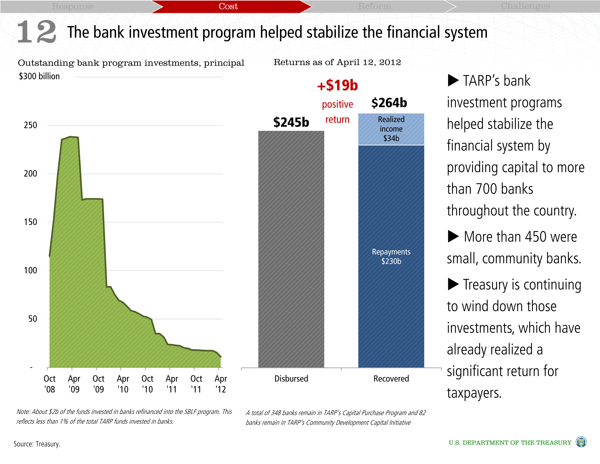 Response Cost Reform Challenges
12 The bank investment program helped stabilize the financial system
Outstanding bank program investments, principal
$300 billion
250
200
150
100
50
-
Oct Apr Oct Apr Oct Apr Oct Apr
'08 '09 '09 '10 '10 '11 '11 '12
Note: About $2b of the funds invested in banks refinanced into the SBLF program. This
reflects less than 1% of the total TARP funds invested in banks.
Returns as of April 12, 2012
+$19b
positive
return
$245b
$264b
Realized
income
$34b
Repayments
$230b
Disbursed Recovered
A total of 348 banks remain in TARP's Capital Purchase Program and 82
banks remain in TARP's Community Development Capital Initiative
▶ TARP's bank
investment programs
helped stabilize the
financial system by
providing capital to more
than 700 banks
throughout the country.
▶ More than 450 were
small, community banks.
▶ Treasury is continuing
to wind down those
investments, which have
already realized a
significant return for
taxpayers.
Source: Treasury.
U.S. DEPARTMENT OF THE TREASURY